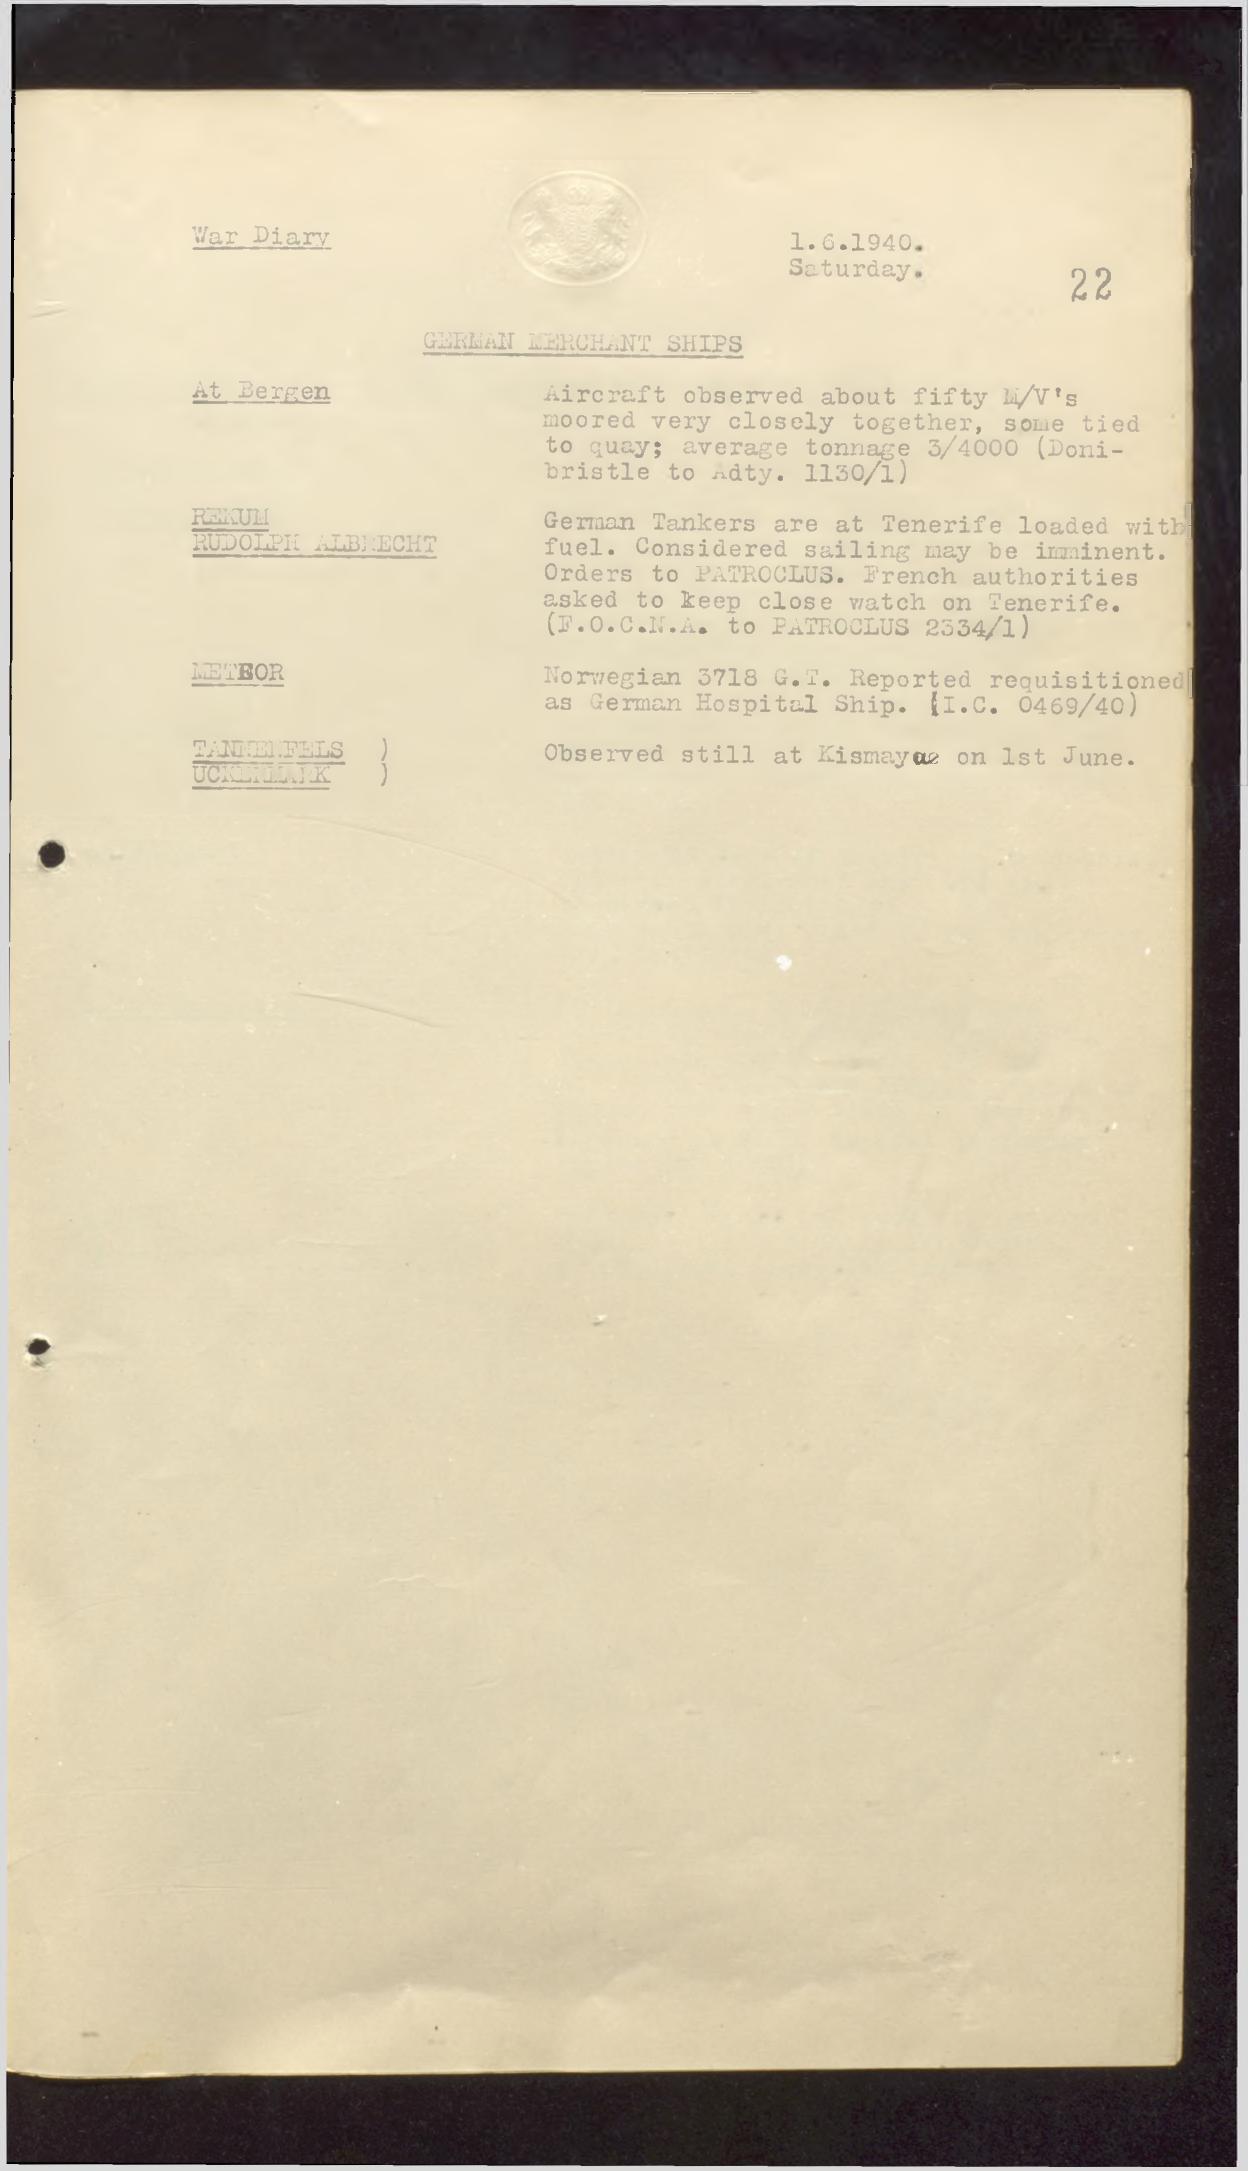 War Diary
1.6.1940.
Saturday.
22
GERMAN MERCHANT SHIPS
At Bergen
Aircraft observed about fifty M/V's
moored very closely together, some tied
to quay; average tonnage 3/4000 (Doni-
bristle to Adty. 1130/1)
REKUM
RUDOLPH ALBRECHT
German Tankers are at Tenerife loaded with
fuel. Considered sailing may be imminent.
Orders to PATROCLUS. French authorities
asked to keep close watch on Tenerife.
(F.O.C.N.A. to PATROCLUS 2334/1)
METEOR
Norwegian 3718 G.T. Reported requisitioned
as German Hospital Ship. (I.C. 0469/40)
TANNENFELS )
UCKERMARK )
Observed still at Kismayae on 1st June.